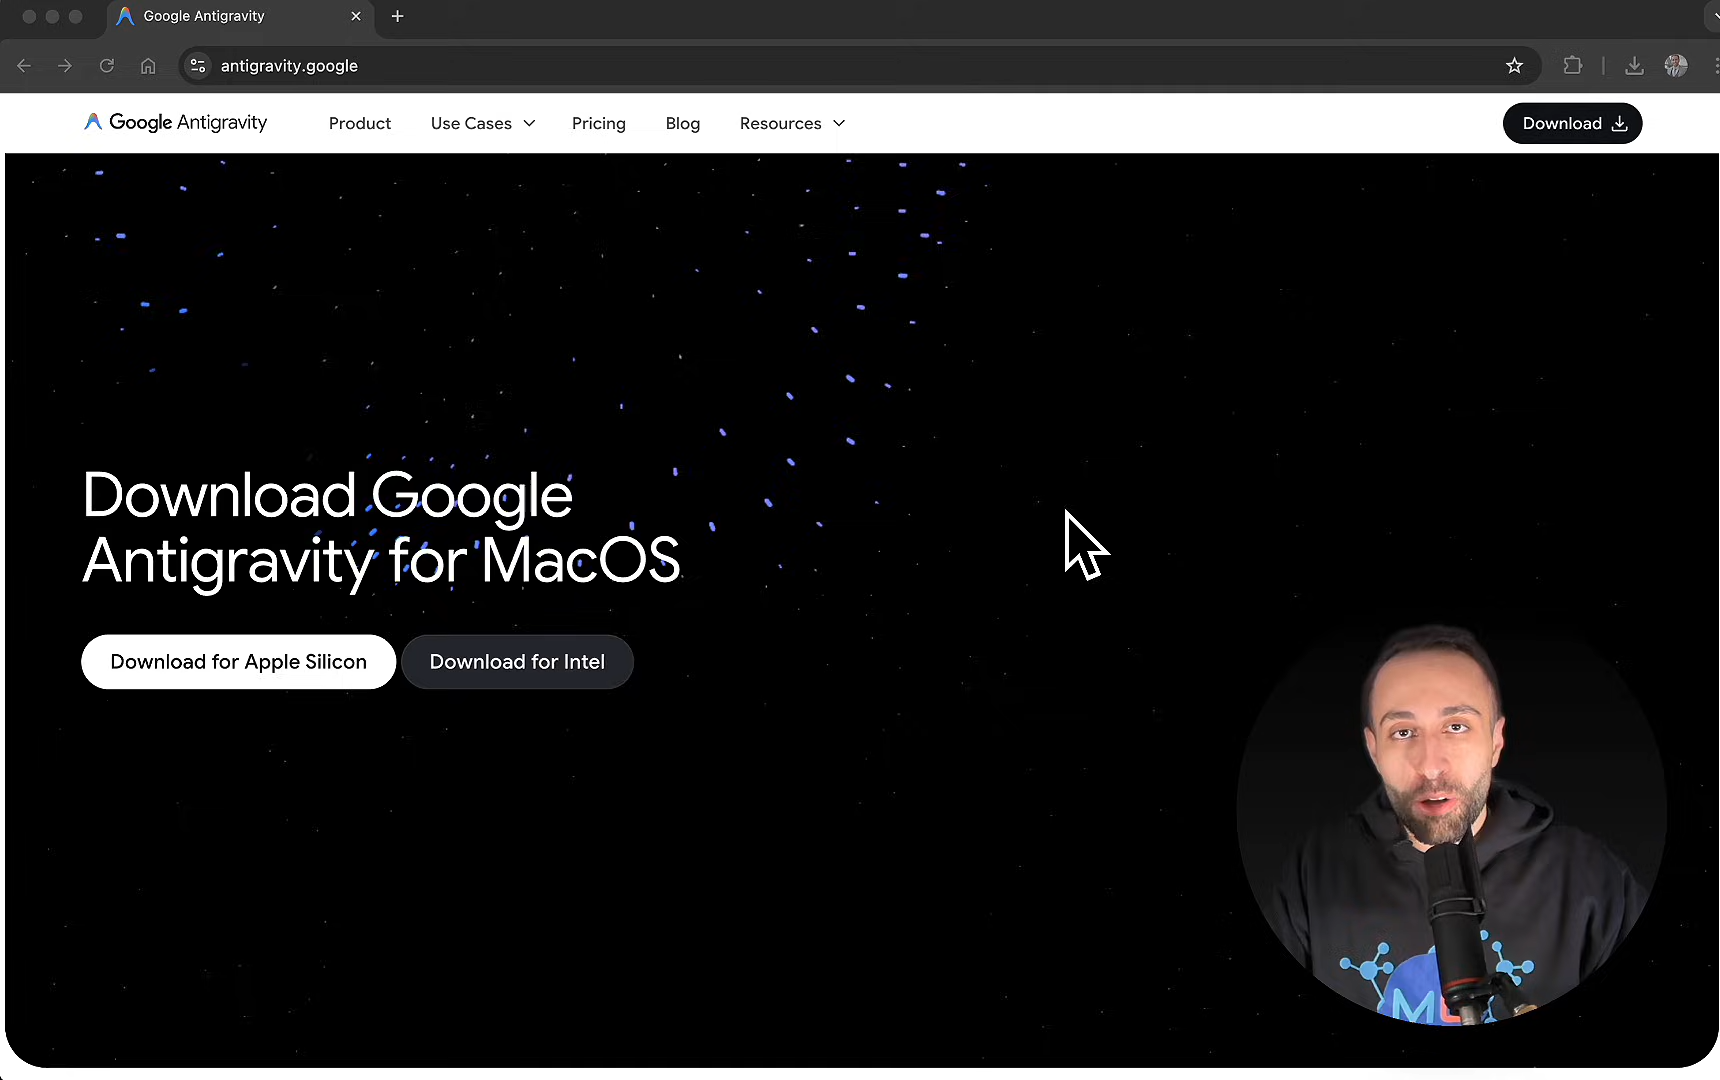 Google Antigravity
antigravity.google
Google Antigravity
Product
Use Cases
Pricing
Blog
Resources
Download
Download Google
Antigravity for MacOS
Download for Apple Silicon
Download for Intel